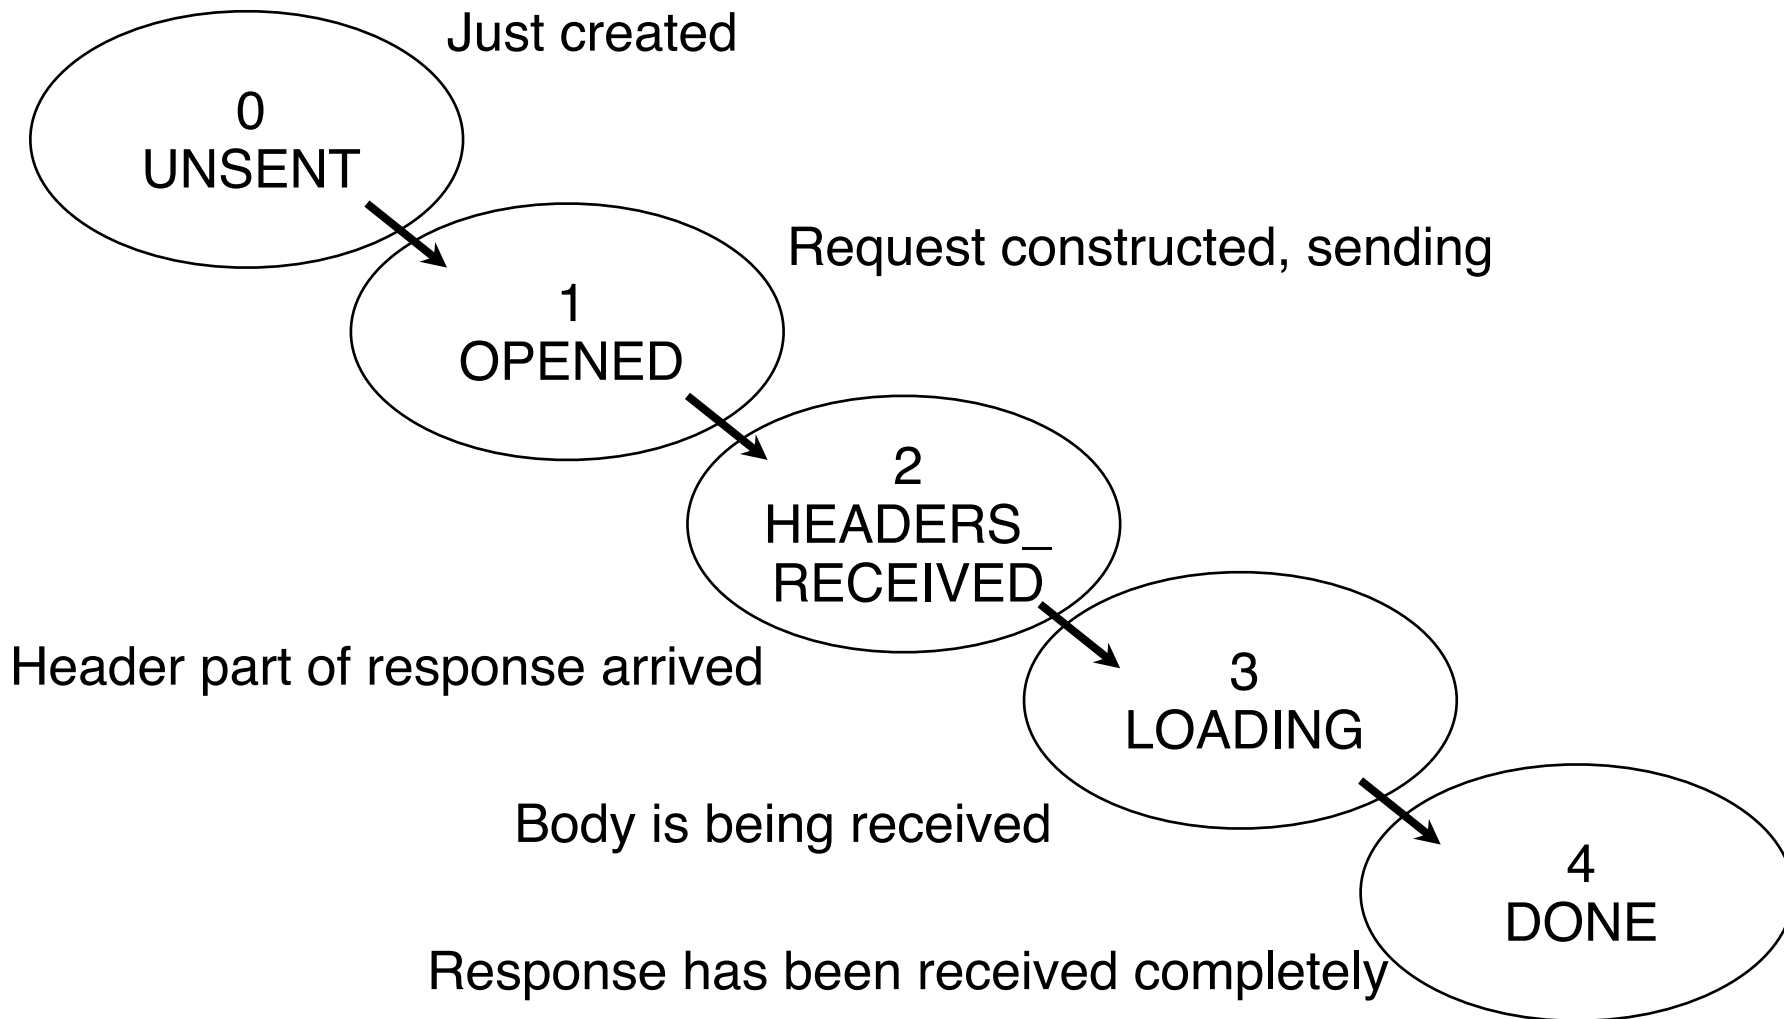 Just created
0
UNSENT
Request constructed, sending
1
OPENED
2
HEADERS_
RECEIVED
Header part of response arrived
3
LOADING
Body is being received
4
DONE
Response has been received completely